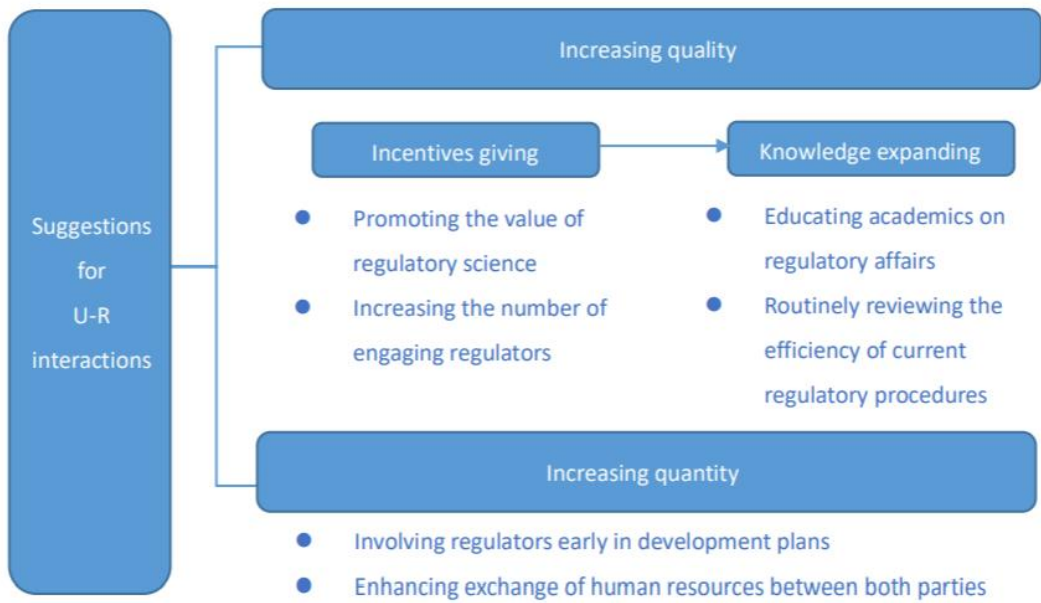 Suggestions
for
U-R
interactions
Increasing quality
Incentives giving
Knowledge expanding
Promoting the value of
regulatory science
Increasing the number of
engaging regulators
Educating academics on
regulatory affairs
Routinely reviewing the
efficiency of current
regulatory procedures
Increasing quantity
Involving regulators early in development plans
Enhancing exchange of human resources between both parties